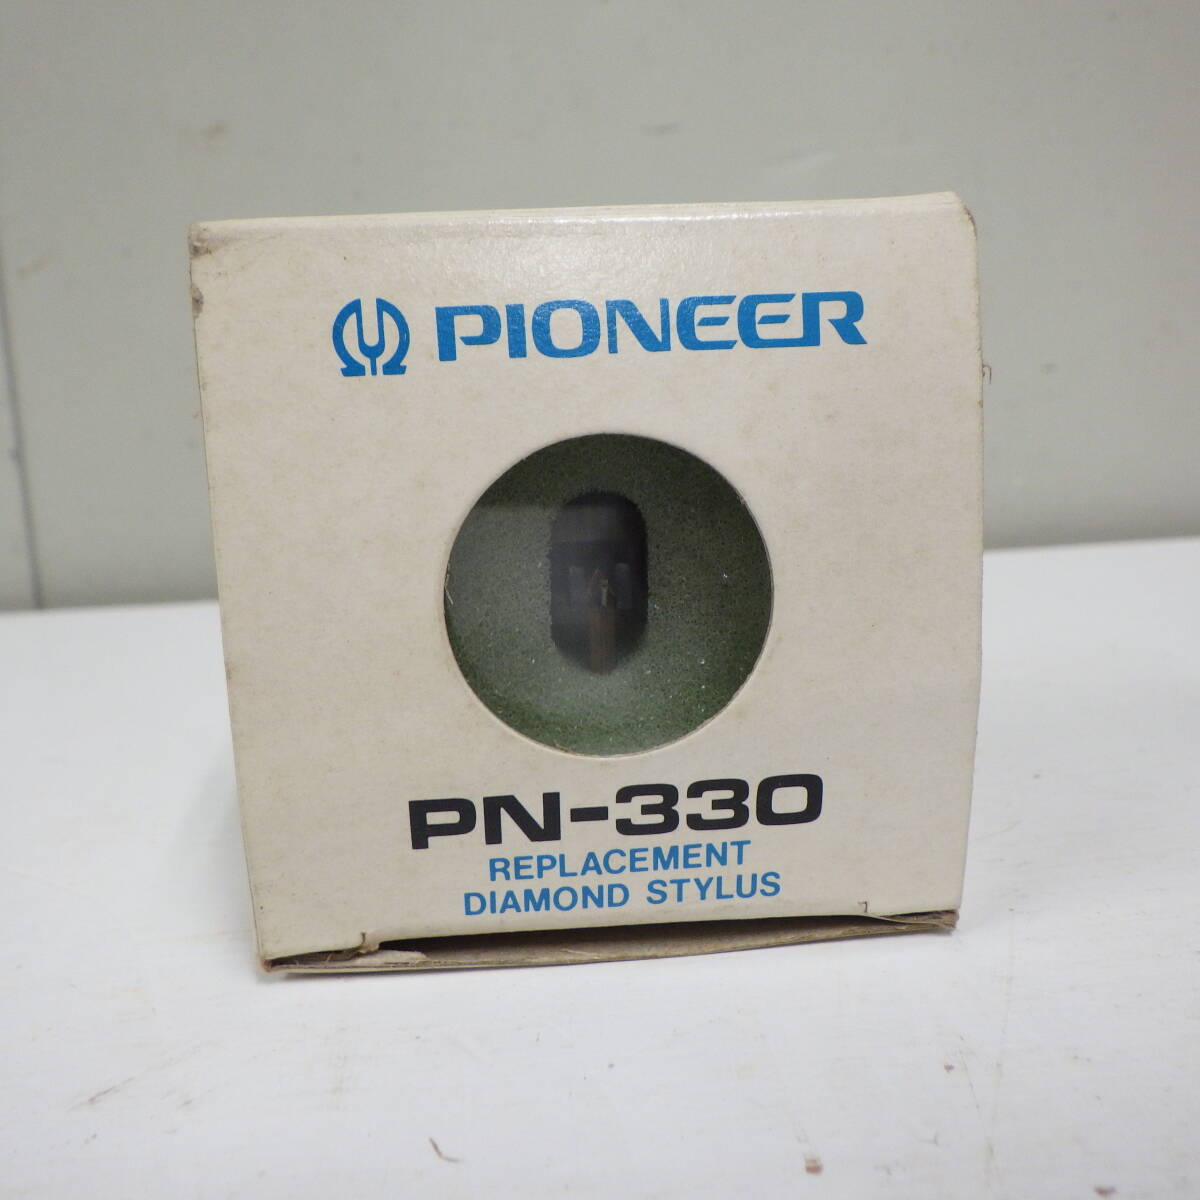 PIONEER
PN-330
REPLACEMENT
DIAMOND STYLUS